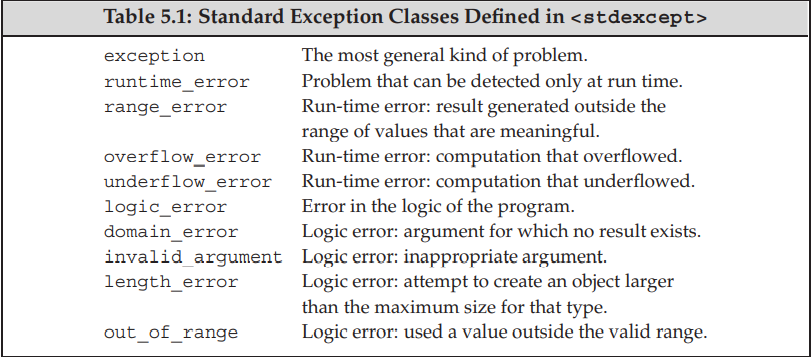 Table 5.1: Standard Exception Classes Defined in <stdexcept>
exception The most general kind of problem.
runtime_error Problem that can be detected only at run time.
range_error Run-time error: result generated outside the
range of values that are meaningful.
overflow_error Run-time error: computation that overflowed.
underflow_error Run-time error: computation that underflowed.
logic_error Error in the logic of the program.
domain_error Logic error: argument for which no result exists.
invalid_argument Logic error: inappropriate argument.
length_error Logic error: attempt to create an object larger
than the maximum size for that type.
out_of_range Logic error: used a value outside the valid range.